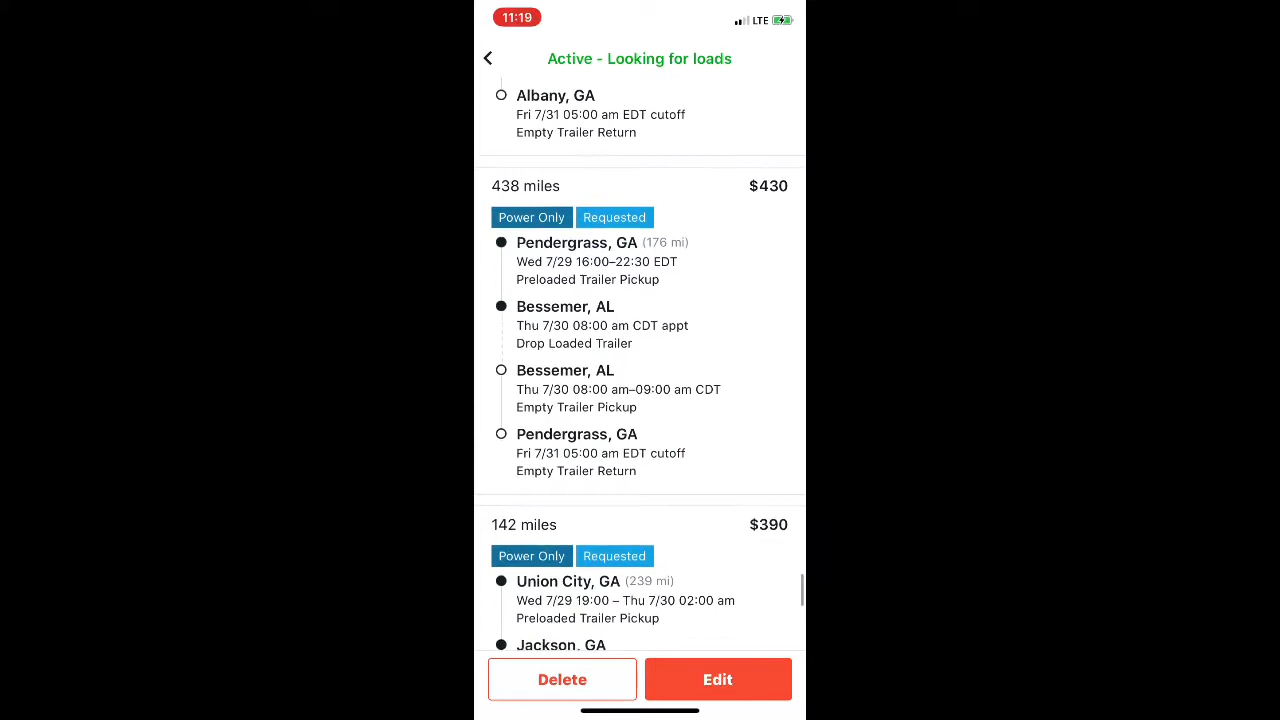 11:19
LTE
Active - Looking for loads
Albany, GA
Fri 7/31 05:00 am EDT cutoff
Empty Trailer Return
438 miles $430
Power Only Requested
Pendergrass, GA (176 mi)
Wed 7/29 16:00–22:30 EDT
Preloaded Trailer Pickup
Bessemer, AL
Thu 7/30 08:00 am CDT appt
Drop Loaded Trailer
Bessemer, AL
Thu 7/30 08:00 am–09:00 am CDT
Empty Trailer Pickup
Pendergrass, GA
Fri 7/31 05:00 am EDT cutoff
Empty Trailer Return
142 miles $390
Power Only Requested
Union City, GA (239 mi)
Wed 7/29 19:00 – Thu 7/30 02:00 am
Preloaded Trailer Pickup
Jackson, GA
Delete Edit